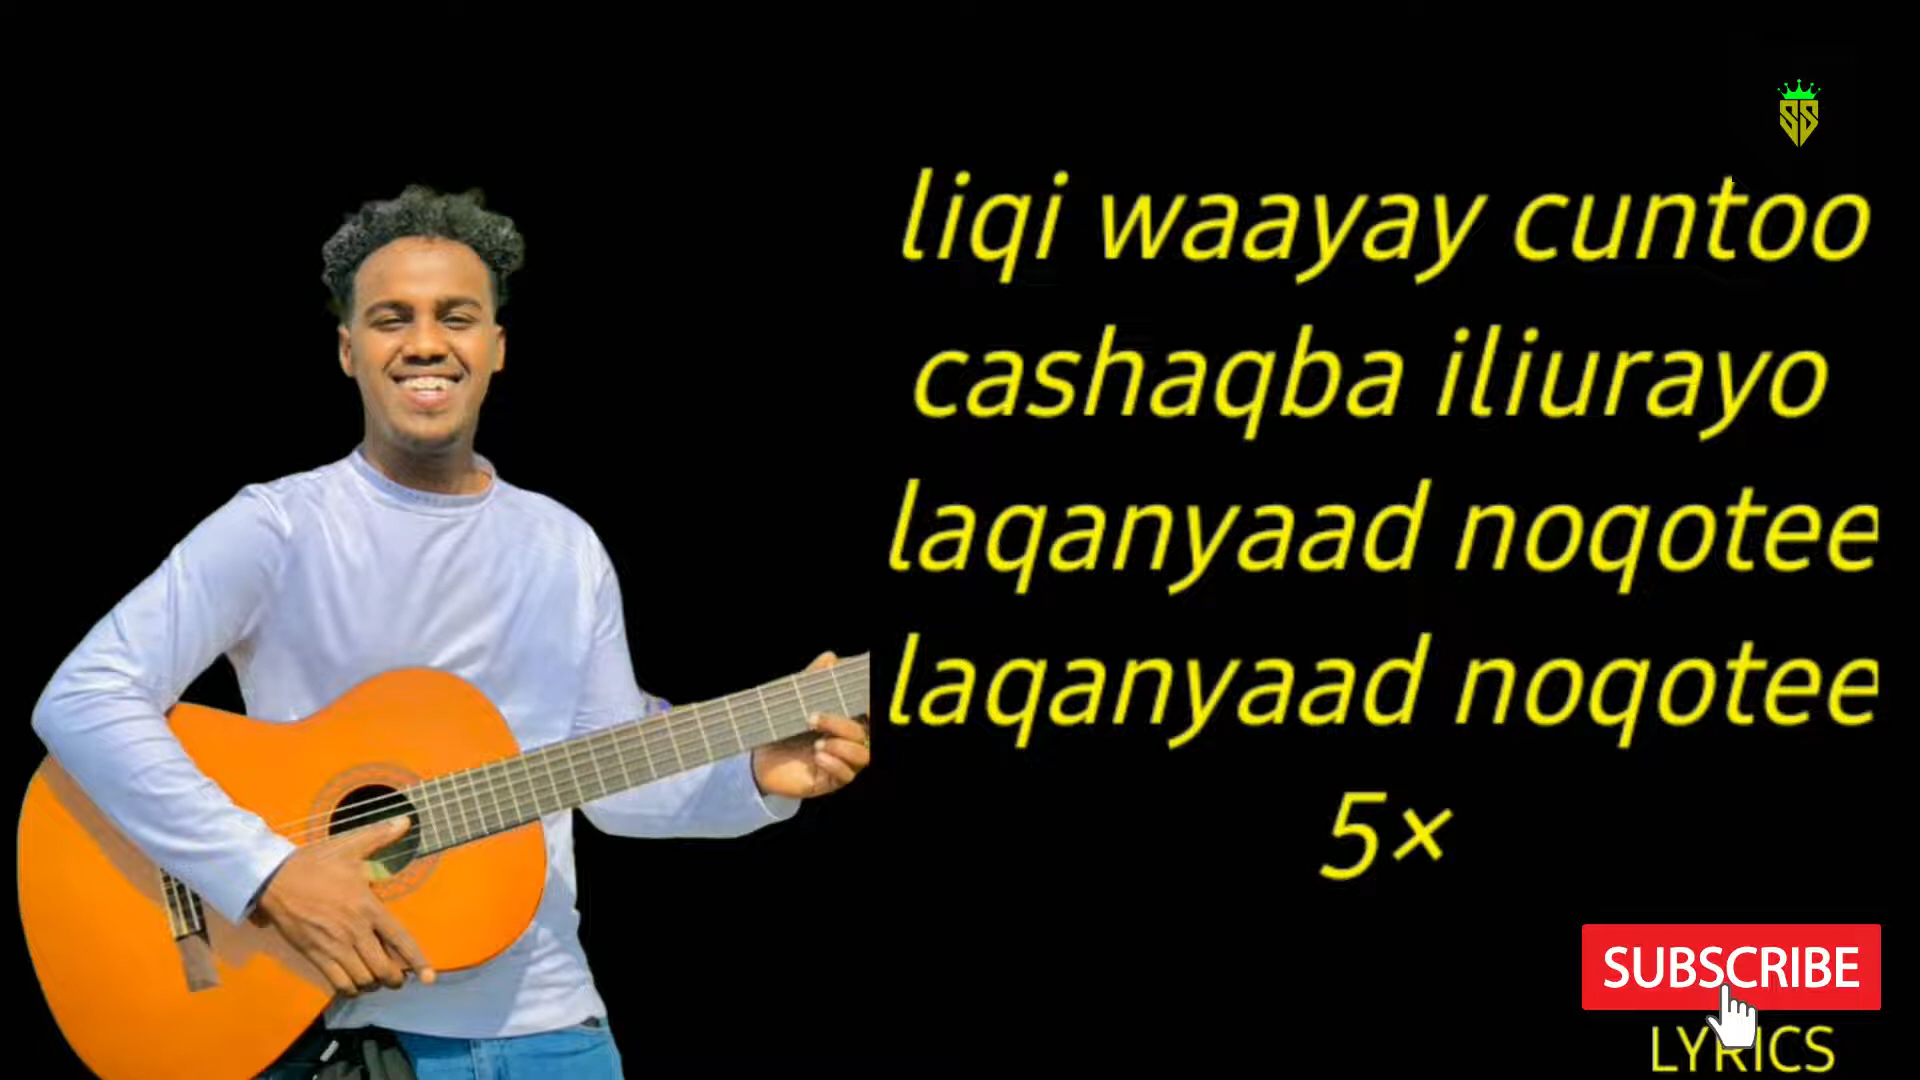 liqi waayay cuntoo
cashaqba iliurayo
laqanyaad noqotee
laqanyaad noqotee
5×
SUBSCRIBE
LYRICS